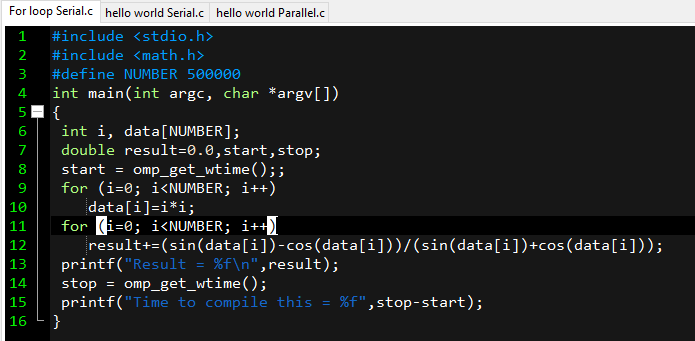 For loop Serial.c hello world Serial.c hello world Parallel.c
1 #include <stdio.h>
2 #include <math.h>
3 #define NUMBER 500000
4 int main(int argc, char *argv[])
5 {
6 int i, data[NUMBER];
7 double result=0.0,start,stop;
8 start = omp_get_wtime();;
9 for (i=0; i<NUMBER; i++)
10 data[i]=i*i;
11 for (i=0; i<NUMBER; i++)
12 result+=(sin(data[i])-cos(data[i]))/(sin(data[i])+cos(data[i]));
13 printf("Result = %f\n",result);
14 stop = omp_get_wtime();
15 printf("Time to compile this = %f",stop-start);
16 }